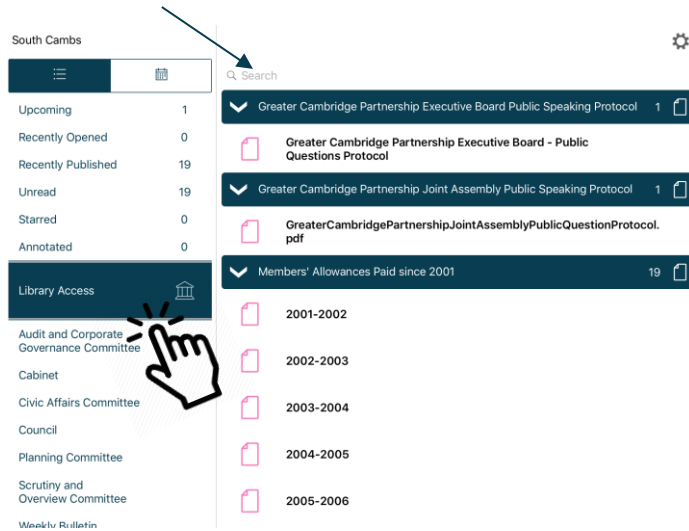 South Cambs
Upcoming 1
Recently Opened 0
Recently Published 19
Unread 19
Starred 0
Annotated 0
Library Access
Audit and Corporate
Governance Committee
Cabinet
Civic Affairs Committee
Council
Planning Committee
Scrutiny and
Overview Committee
Weekly Bulletin
Search
Greater Cambridge Partnership Executive Board Public Speaking Protocol 1
Greater Cambridge Partnership Executive Board - Public
Questions Protocol
Greater Cambridge Partnership Joint Assembly Public Speaking Protocol 1
GreaterCambridgePartnershipJointAssemblyPublicQuestionProtocol.
pdf
Members' Allowances Paid since 2001 19
2001-2002
2002-2003
2003-2004
2004-2005
2005-2006